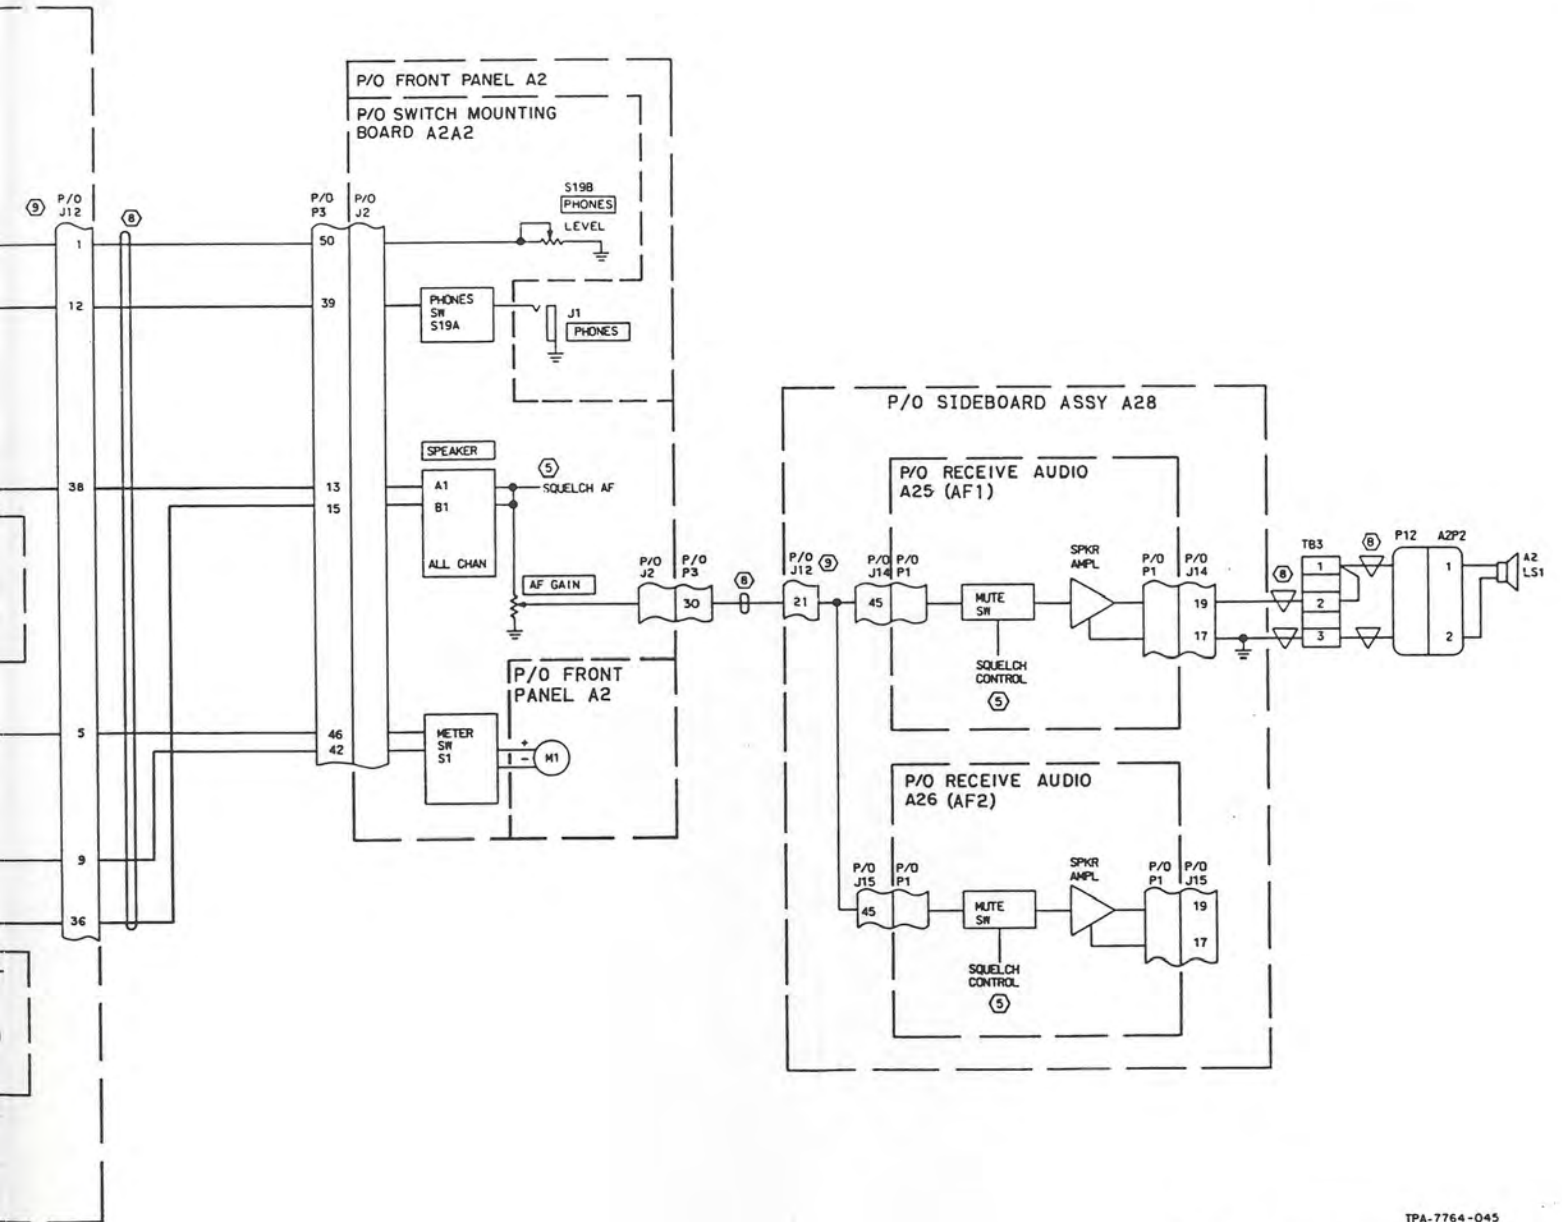 P/O FRONT PANEL A2
P/O SWITCH MOUNTING
BOARD A2A2
9
P/O
J12
8
P/O
P3
P/O
J2
S19B
PHONES
LEVEL
1
50
12
39
PHONES
SW
S19A
J1
PHONES
SPEAKER
38
13
15
A1
B1
ALL CHAN
5
SQUELCH AF
AF GAIN
P/O
J2
P/O
P3
30
8
P/O FRONT
PANEL A2
5
46
42
METER
SW
S1
+
-
M1
9
36
P/O SIDEBOARD ASSY A28
P/O RECEIVE AUDIO
A25 (AF1)
P/O
J12
9
21
P/O
J14
P/O
P1
45
MUTE
SW
SPKR
AMPL
P/O
P1
P/O
J14
19
17
SQUELCH
CONTROL
5
8
TB3
1
2
3
8
P12
A2P2
1
2
A2
LS1
P/O RECEIVE AUDIO
A26 (AF2)
P/O
J15
P/O
P1
45
MUTE
SW
SPKR
AMPL
P/O
P1
P/O
J15
19
17
SQUELCH
CONTROL
5
TPA-7764-045